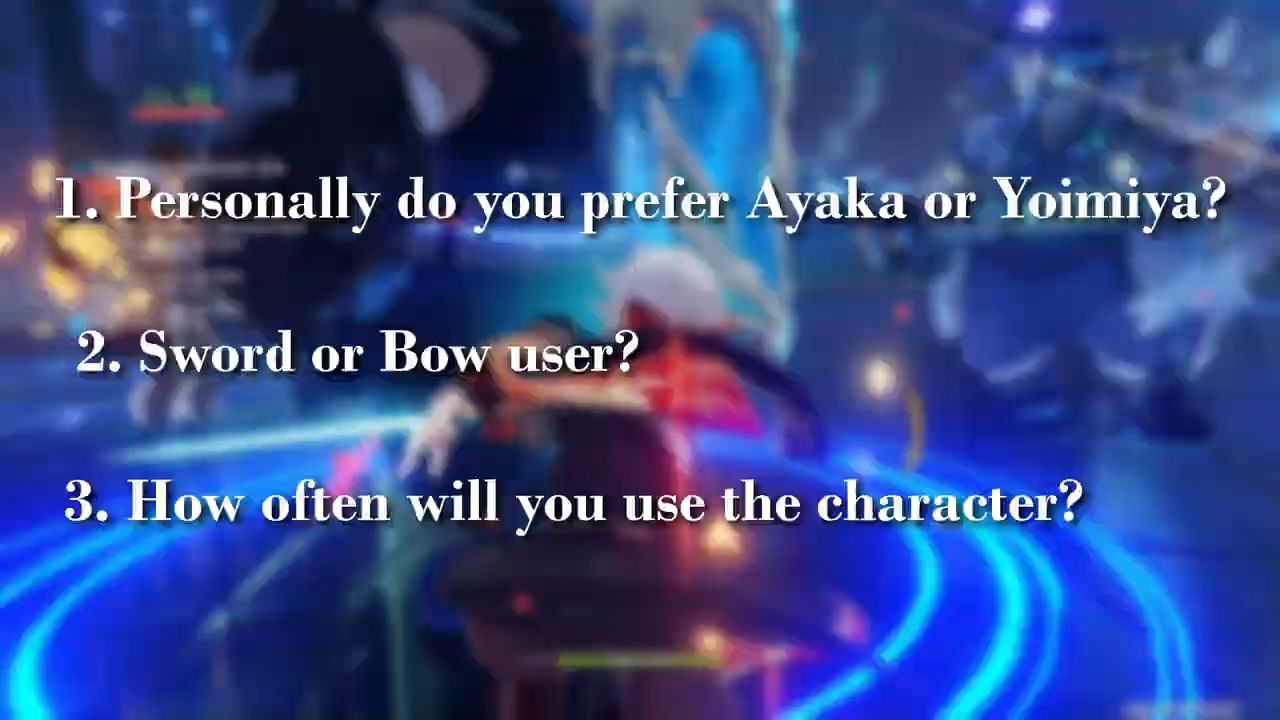 1. Personally do you prefer Ayaka or Yoimiya?
2. Sword or Bow user?
3. How often will you use the character?